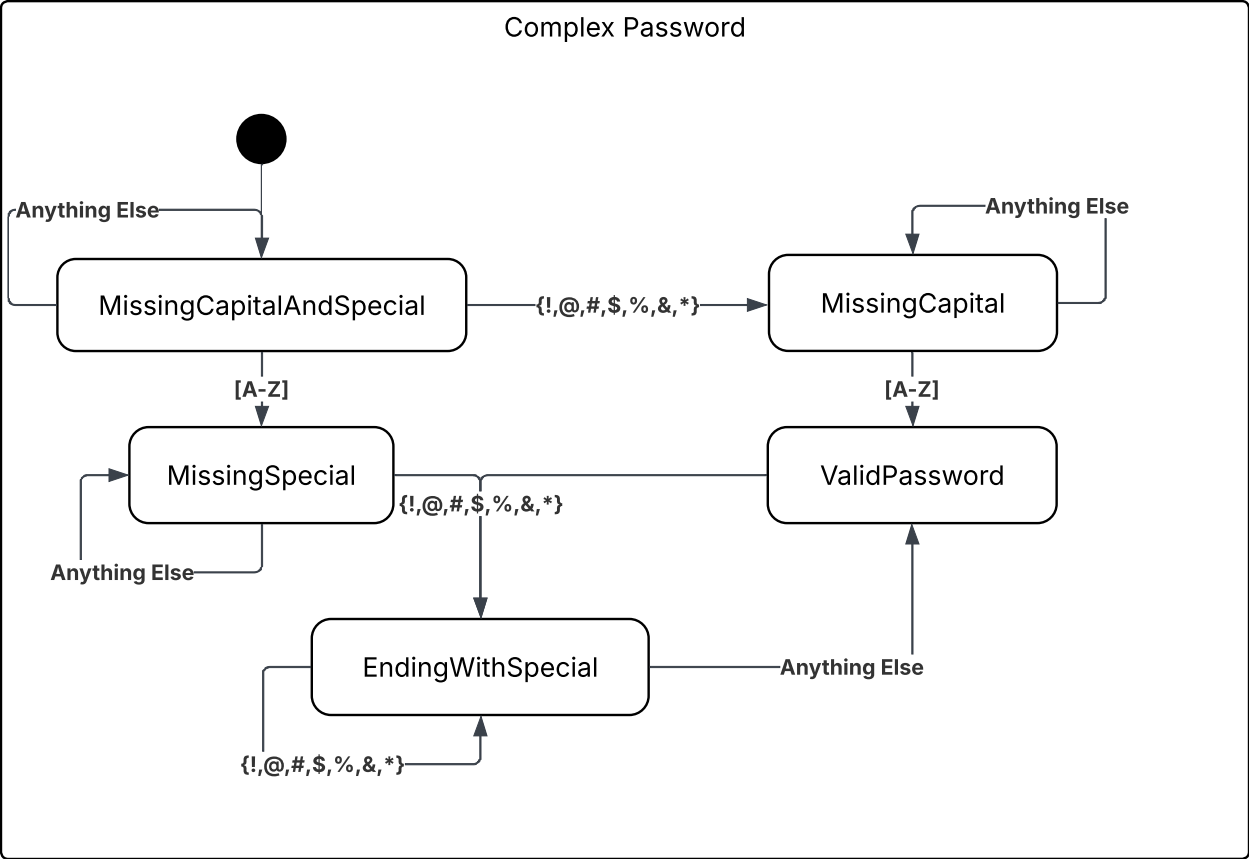 Complex Password
Anything Else
Anything Else
MissingCapitalAndSpecial
{!,@,#,$,%,&,*}
MissingCapital
[A-Z]
[A-Z]
MissingSpecial
ValidPassword
{!,@,#,$,%,&,*}
Anything Else
EndingWithSpecial
Anything Else
{!,@,#,$,%,&,*}